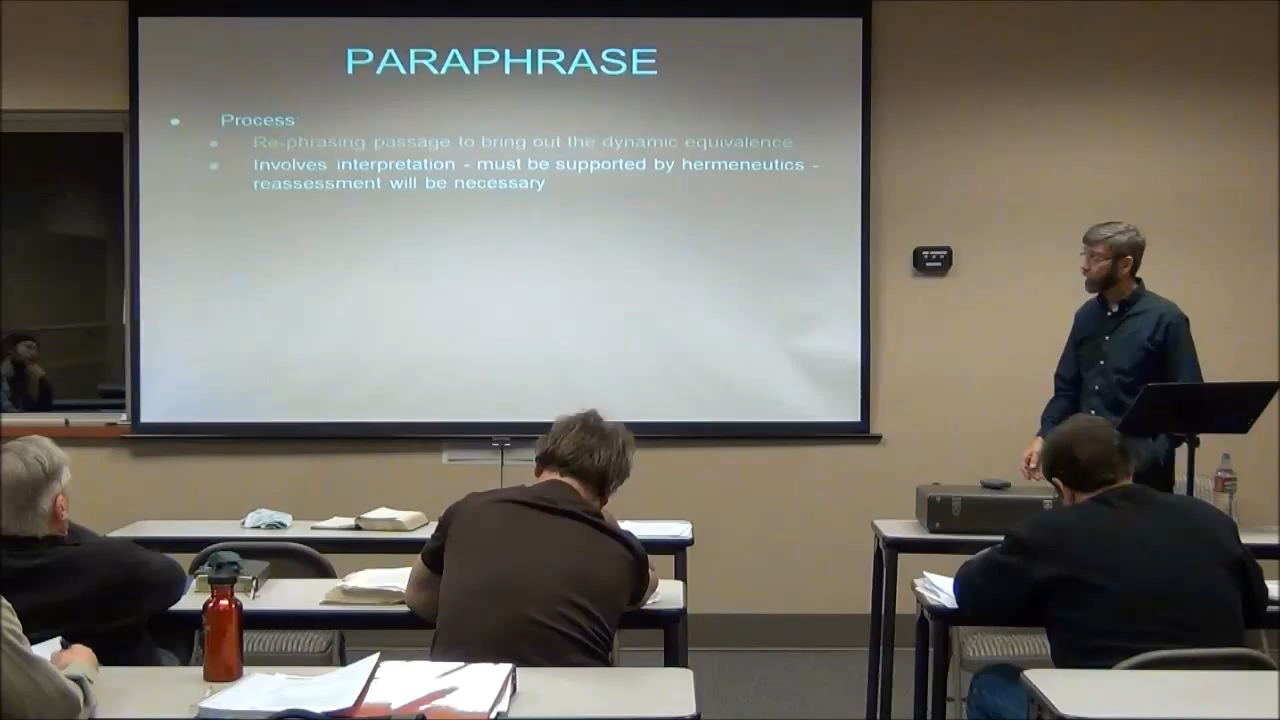 PARAPHRASE
Process:
Re-phrasing passage to bring out the dynamic equivalence
Involves interpretation - must be supported by hermeneutics -
reassessment will be necessary